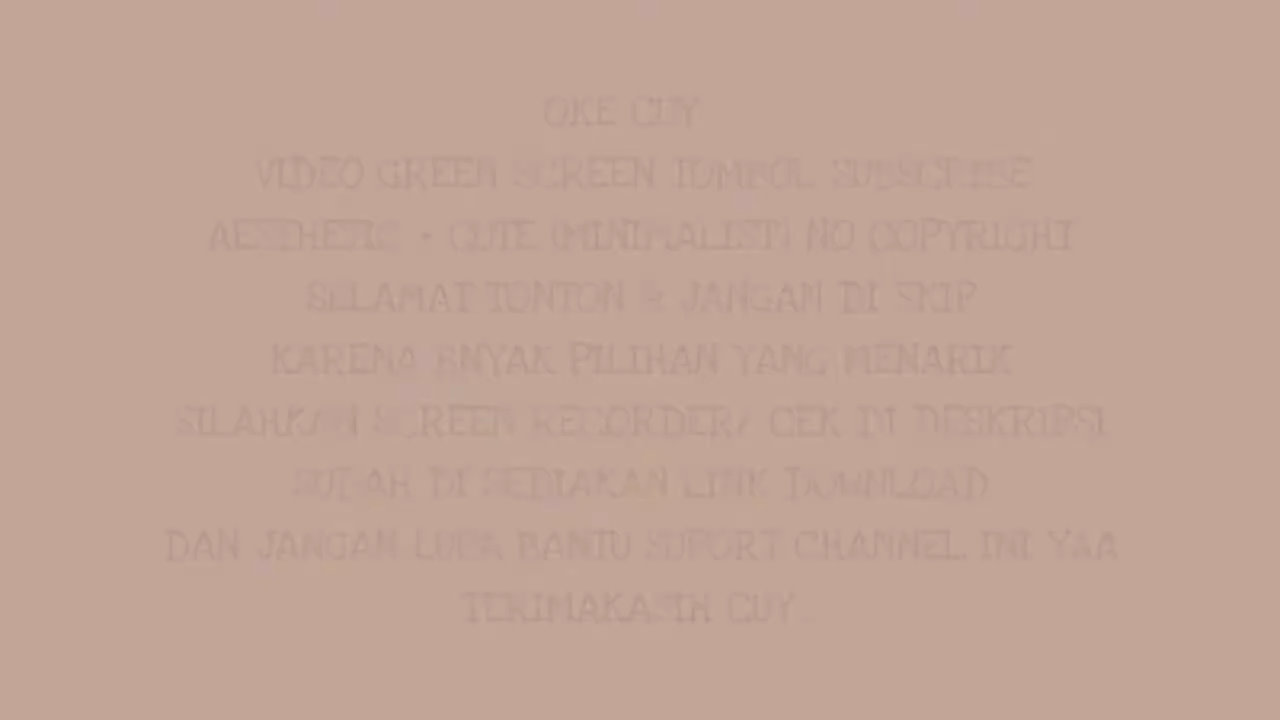 OKE CUY
VIDEO GREEN SCREEN TOMBOL SUBSCRIBE
AESTHETIC - CUTE (MINIMALIST) NO COPYRIGHT
SELAMAT TONTON & JANGAN DI SKIP
KARENA BNYAK PILIHAN YANG MENARIK
SILAHKAN SCREEN RECORDER/ CEK DI DESKRIPSI
SUDAH DI SEDIAKAN LINK DOWNLOAD
DAN JANGAN LUPA BANTU SUPORT CHANNEL INI YAA
TERIMAKASIH CUY